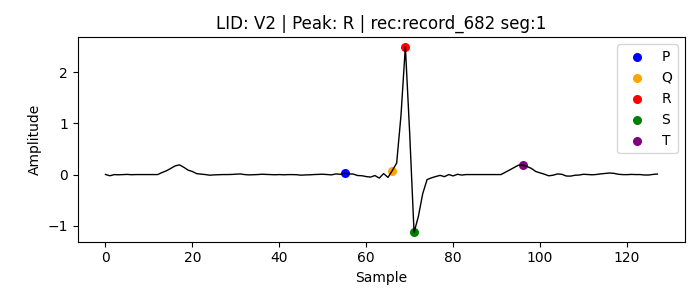 LID: V2 | Peak: R | rec:record_682 seg:1
Amplitude
2
1
0
−1
P
Q
R
S
T
0 20 40 60 80 100 120
Sample